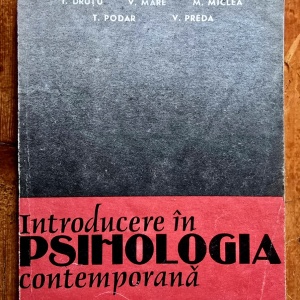 I. DRUȚU V. MARE M. MICLEA
T. PODAR V. PREDA
Introducere în
PSIHOLOGIA
contemporană